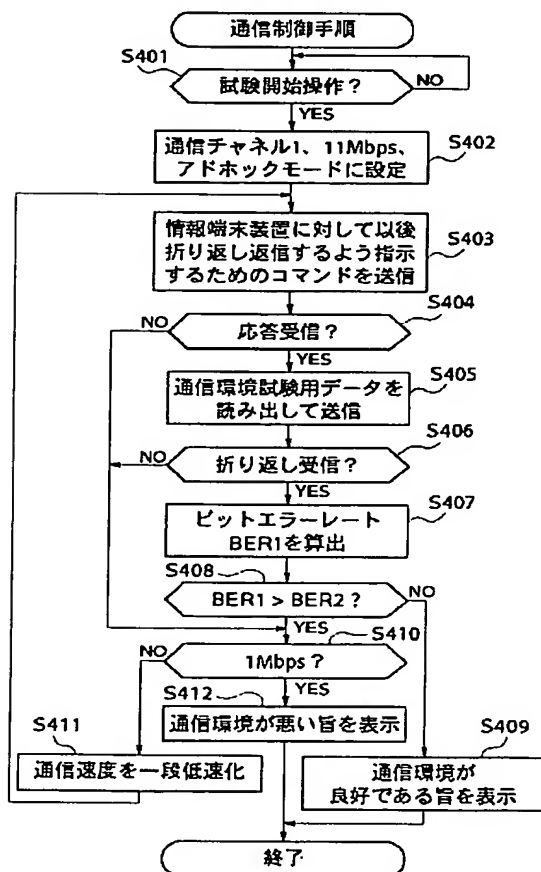 通信制御手順
S401
試験開始操作?
NO
YES
通信チャネル1、11Mbps、
アドホックモードに設定
S402
情報端末装置に対して以後
折り返し返信するよう指示
するためのコマンドを送信
S403
S404
NO
応答受信?
YES
S405
通信環境試験用データを
読み出して送信
S406
NO
折り返し受信?
YES
S407
ビットエラーレート
BER1を算出
S408
BER1 > BER2 ?
NO
YES
S410
NO
1Mbps ?
YES
S412
通信環境が悪い旨を表示
S411
通信速度を一段低速化
S409
通信環境が
良好である旨を表示
終了